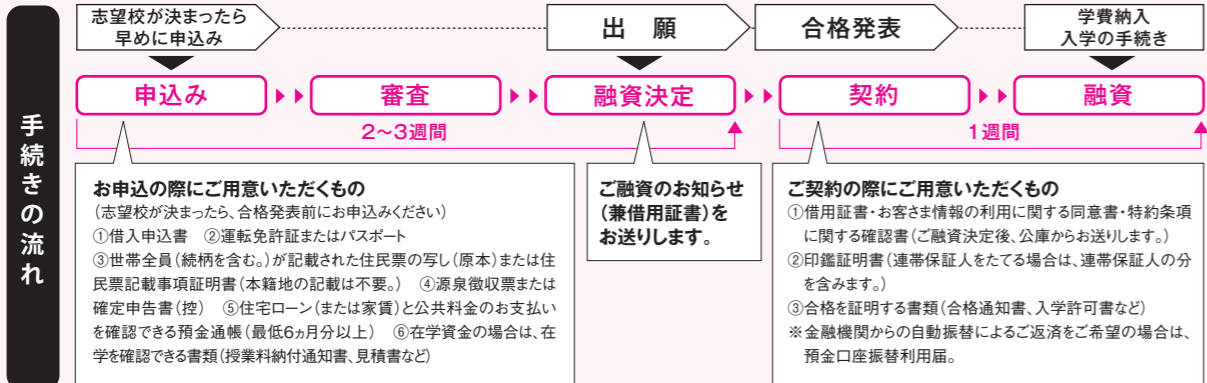 手続きの流れ
志望校が決まったら
早めに申込み
出　願
合格発表
学費納入
入学の手続き
申込み
審査
融資決定
契約
融資
2～3週間
1週間
お申込の際にご用意いただくもの
（志望校が決まったら、合格発表前にお申込みください）
①借入申込書　②運転免許証またはパスポート
③世帯全員（続柄を含む。）が記載された住民票の写し（原本）または住
民票記載事項証明書（本籍地の記載は不要。）　④源泉徴収票または
確定申告書（控）　⑤住宅ローン（または家賃）と公共料金のお支払い
を確認できる預金通帳（最低6ヵ月分以上）　⑥在学資金の場合は、在
学を確認できる書類（授業料納付通知書、見積書など）
ご融資のお知らせ
（兼借用証書）を
お送りします。
ご契約の際にご用意いただくもの
①借用証書・お客さま情報の利用に関する同意書・特約条項
に関する確認書（ご融資決定後、公庫からお送りします。）
②印鑑証明書（連帯保証人をたてる場合は、連帯保証人の分
を含みます。）
③合格を証明する書類（合格通知書、入学許可書など）
※金融機関からの自動振替によるご返済をご希望の場合は、
預金口座振替利用届。